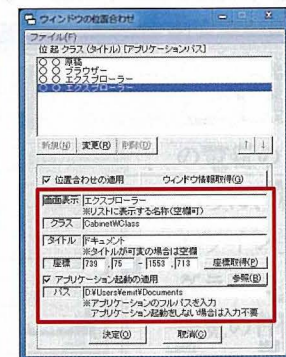 ウィンドウの位置合わせ
ファイル(F)
位 起 クラス (タイトル) [アプリケーションパス]
○ ○ 原稿
○ ○ ブラウザー
○ ○ エクスプローラー
○ ○ エクスプローラー
新規(N) 変更(R) 削除(D) ↑ ↓
位置合わせの適用 ウィンドウ情報取得(G)
画面表示 エクスプローラー
※リストに表示する名称(空欄可)
クラス CabinetWClass
タイトル ドキュメント
※タイトルが可変の場合は空欄
座標 739 ,75 - 1553 ,713 座標取得(P)
アプリケーション起動の適用 参照(B)
パス D:¥Users¥emit¥Documents
※アプリケーションのフルパスを入力
アプリケーション起動をしない場合は入力不要
決定(O) 取消(C)